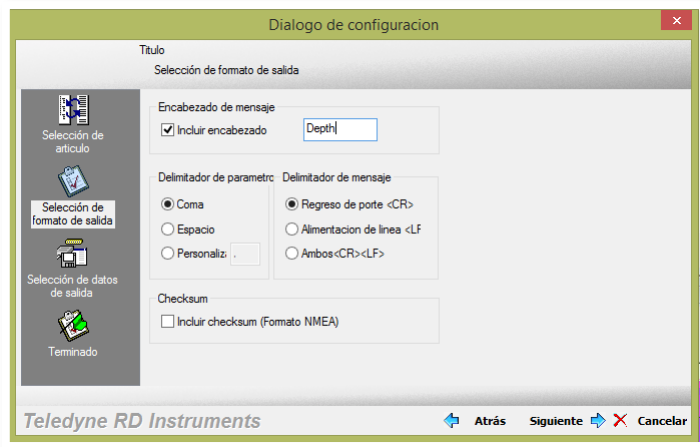 Dialogo de configuracion
Titulo
Selección de formato de salida
Selección de
articulo
Selección de
formato de salida
Selección de datos
de salida
Terminado
Encabezado de mensaje
Incluir encabezado Depth
Delimitador de parametrc Delimitador de mensaje
Coma Regreso de porte <CR>
Espacio Alimentacion de linea <LF
Personaliz , Ambos<CR><LF>
Checksum
Incluir checksum (Formato NMEA)
Teledyne RD Instruments Atrás Siguiente Cancelar